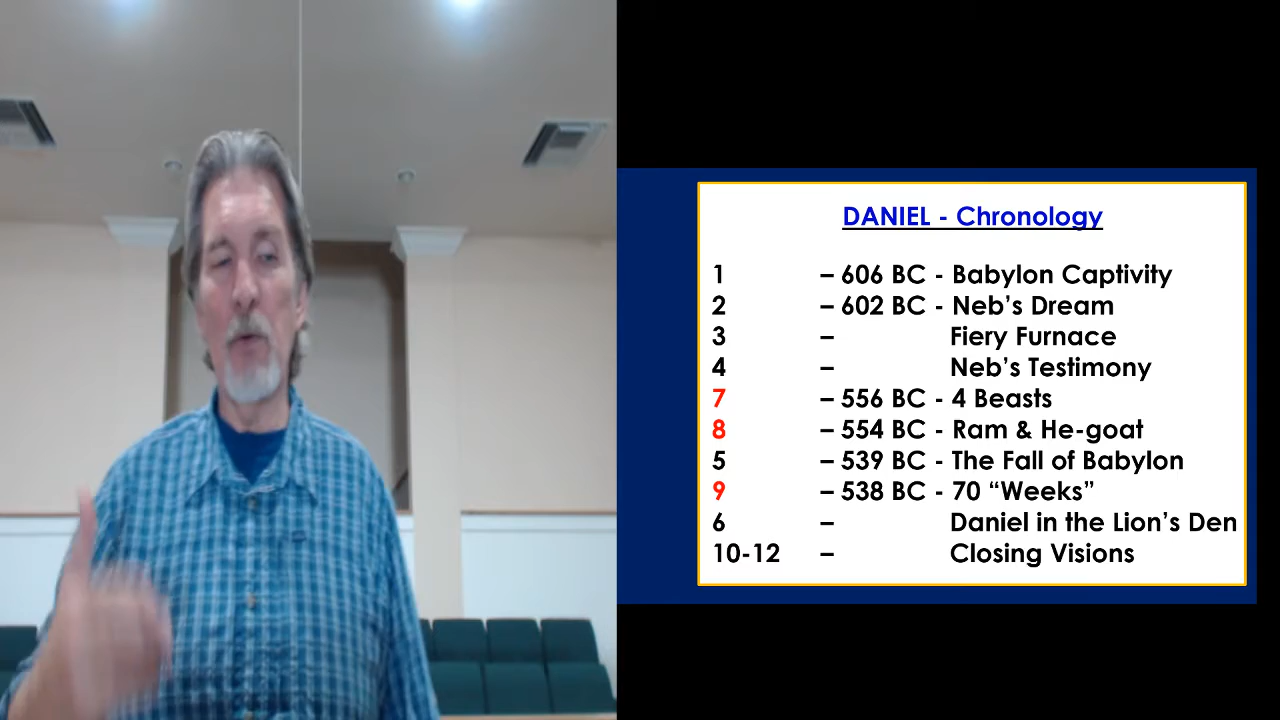 DANIEL - Chronology
1 – 606 BC - Babylon Captivity
2 – 602 BC - Neb’s Dream
3 – Fiery Furnace
4 – Neb’s Testimony
7 – 556 BC - 4 Beasts
8 – 554 BC - Ram & He-goat
5 – 539 BC - The Fall of Babylon
9 – 538 BC - 70 “Weeks”
6 – Daniel in the Lion’s Den
10-12 – Closing Visions